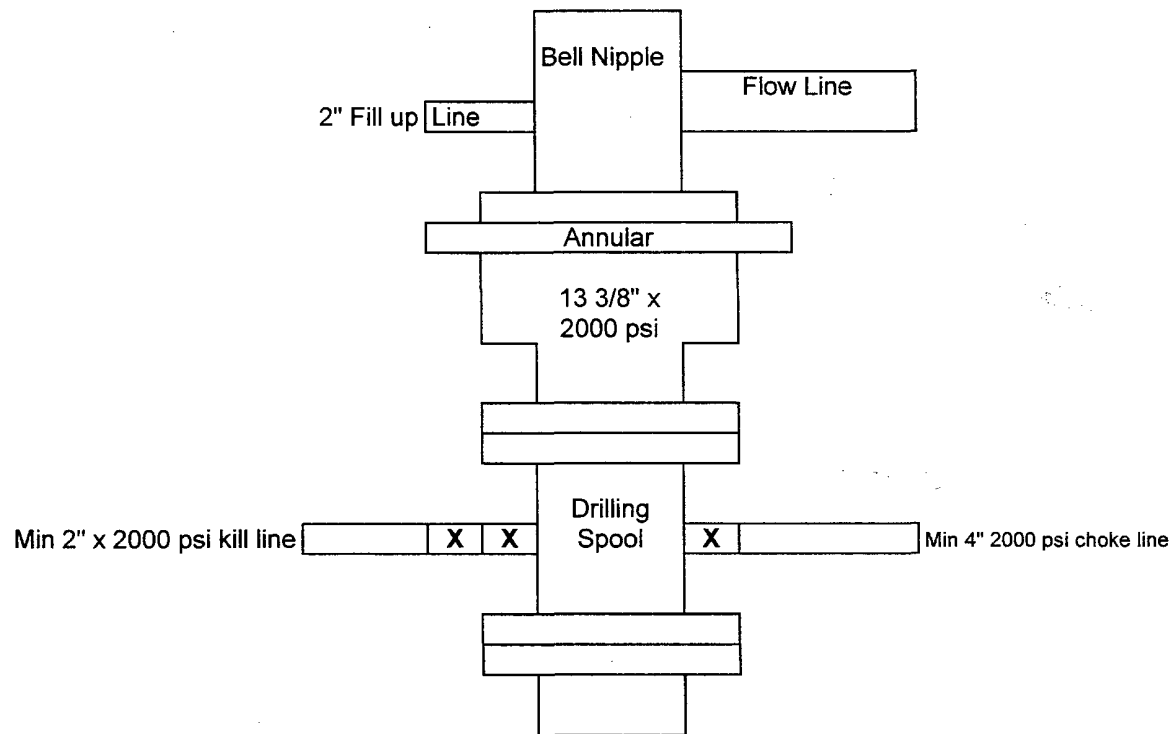 Bell Nipple
Flow Line
2" Fill up Line
Annular
13 3/8" x
2000 psi
Drilling
Spool
Min 2" x 2000 psi kill line
X X
X
Min 4" 2000 psi choke line